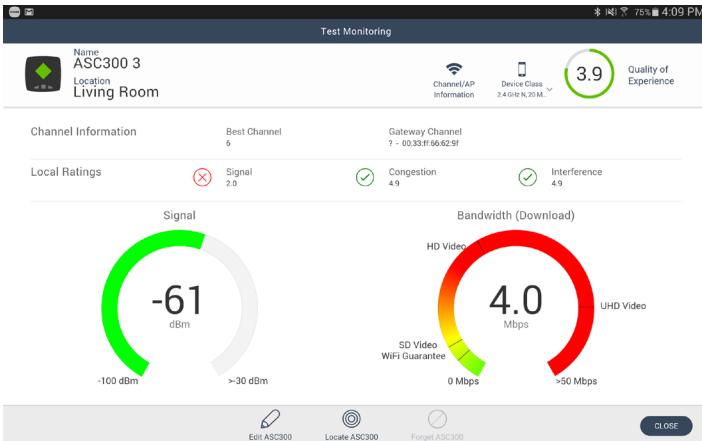 75% 4:09 PM
Test Monitoring
Name
ASC300 3
Location
Living Room
Channel/AP
Information
Device Class
2.4 GHz N, 20 M...
3.9
Quality of
Experience
Channel Information
Best Channel
6
Gateway Channel
? - 00:33:ff:66:62:9f
Local Ratings
Signal
2.0
Congestion
4.9
Interference
4.9
Signal
-61
dBm
-100 dBm
>-30 dBm
Bandwidth (Download)
HD Video
4.0
Mbps
UHD Video
SD Video
WiFi Guarantee
0 Mbps
>50 Mbps
Edit ASC300
Locate ASC300
Forget ASC300
CLOSE